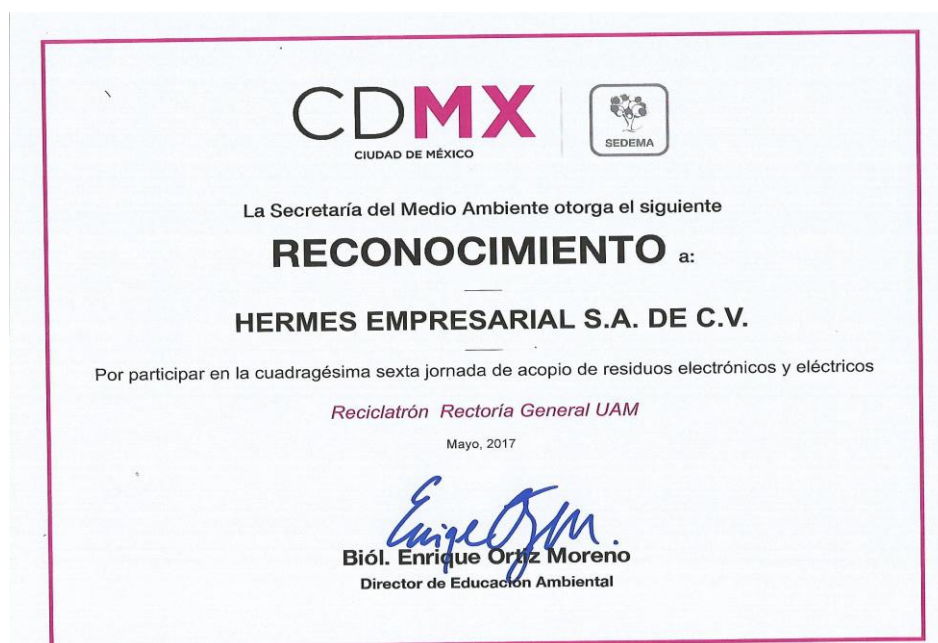 CDMX
CIUDAD DE MÉXICO
SEDEMA
La Secretaría del Medio Ambiente otorga el siguiente
RECONOCIMIENTO a:
HERMES EMPRESARIAL S.A. DE C.V.
Por participar en la cuadragésima sexta jornada de acopio de residuos electrónicos y eléctricos
Reciclatrón Rectoría General UAM
Mayo, 2017
Biól. Enrique Ortiz Moreno
Director de Educación Ambiental